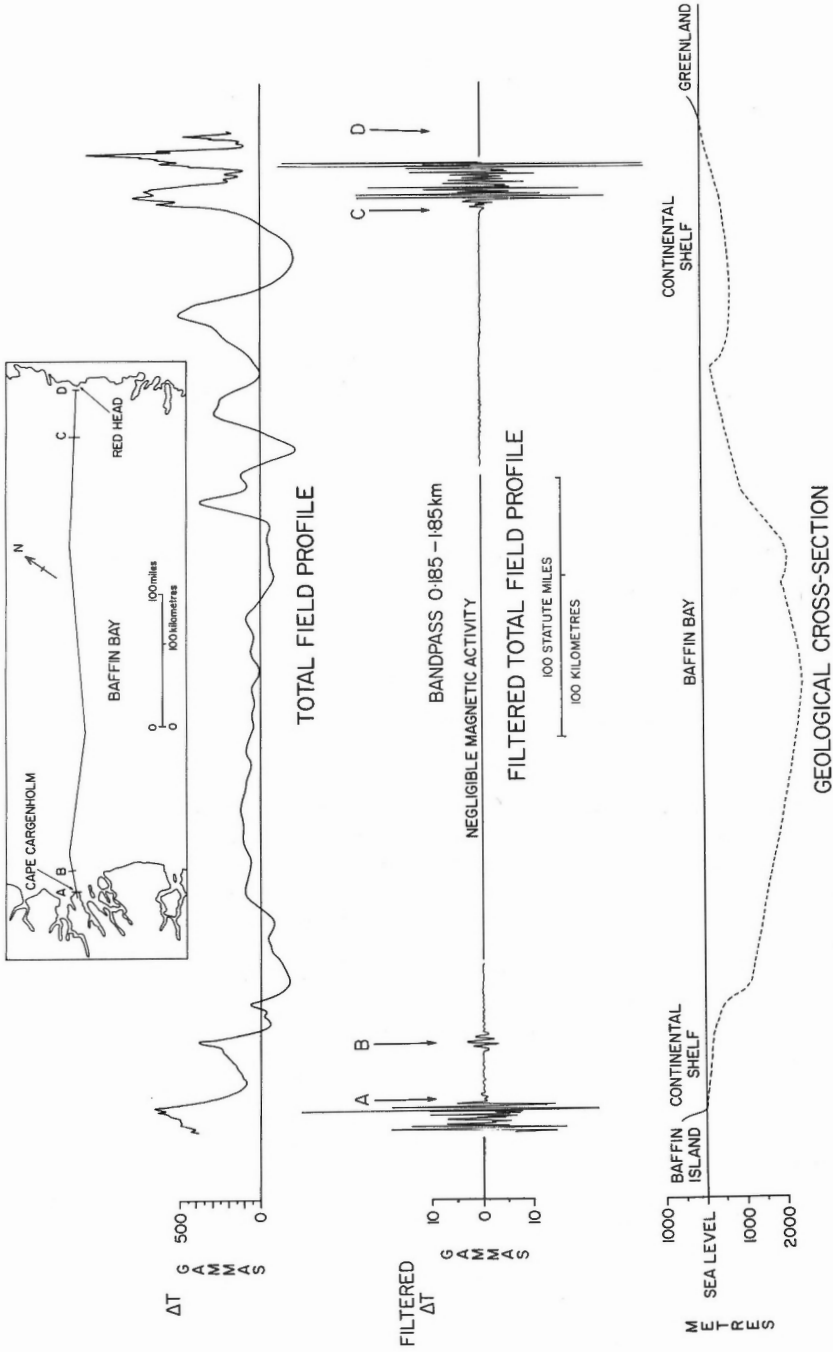 CAPE CARGENHOLM
A
B
C
D
N
RED HEAD
BAFFIN BAY
0 100 miles
0 100 kilometres
ΔT
GAMMAS
500
0
TOTAL FIELD PROFILE
FILTERED
ΔT
GAMMAS
10
0
10
A
B
C
D
BANDPASS 0·185 – 1·85 km
NEGLIGIBLE MAGNETIC ACTIVITY
FILTERED TOTAL FIELD PROFILE
100 STATUTE MILES
100 KILOMETRES
METRES
1000
SEA LEVEL
1000
2000
BAFFIN
ISLAND
CONTINENTAL
SHELF
BAFFIN BAY
CONTINENTAL
SHELF
GREENLAND
GEOLOGICAL CROSS-SECTION